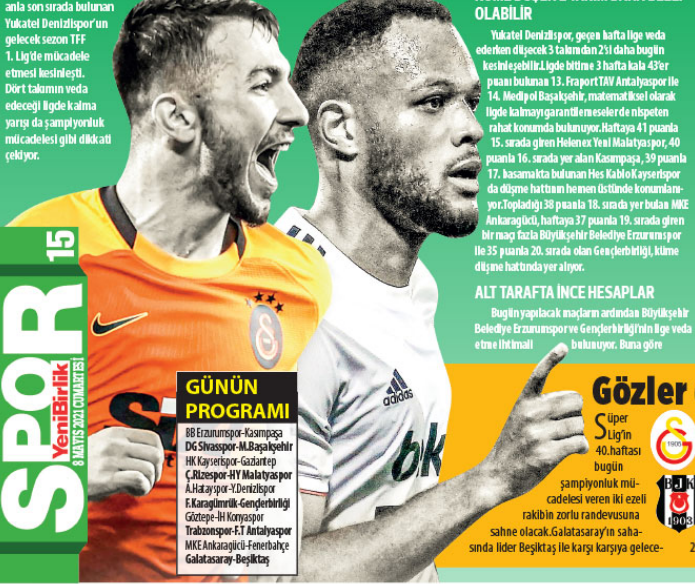 anla son sırada bulunan
Yukatel Denizlispor'un
gelecek sezon TFF
1. Lig'de mücadele
etmesi kesinleşti.
Dört takımın veda
edeceği ligde kalma
yarışı da şampiyonluk
mücadelesi gibi dikkati
çekiyor.
OLABİLİR
Yukatel Denizlispor, geçen hafta lige veda
ederken düşecek 3 takımdan 2'si daha bugün
kesinleşebilir.Ligde bitime 3 hafta kala 43'er
puanı bulunan 13. Fraport TAV Antalyaspor ile
14. Medipol Başakşehir, matematiksel olarak
ligde kalmayı garantilemeseler de nispeten
rahat konumda bulunuyor.Haftaya 41 puanla
15. sırada giren Helenex Yeni Malatyaspor, 40
puanla 16. sırada yer alan Kasımpaşa, 39 puanla
17. basamakta bulunan Hes Kablo Kayserispor
da düşme hattının hemen üstünde konumlanı-
yor.Topladığı 38 puanla 18. sırada yer bulan MKE
Ankaragücü, haftaya 37 puanla 19. sırada giren
bir maçı fazla Büyükşehir Belediye Erzurumspor
ile 35 puanla 20. sırada olan Gençlerbirliği, küme
düşme hattında yer alıyor.
ALT TARAFTA İNCE HESAPLAR
Bugün yapılacak maçların ardından Büyükşehir
Belediye Erzurumspor ve Gençlerbirliği'nin lige veda
etme ihtimali bulunuyor. Buna göre
SPOR 15
YeniBirlik
8 MAYIS 2021 CUMARTESİ
GÜNÜN
PROGRAMI
BB Erzurumspor-Kasımpaşa
DG Sivasspor-M.Başakşehir
HK Kayserispor-Gaziantep
Ç.Rizespor-HY Malatyaspor
A.Hatayspor-Y.Denizlispor
F.Karagümrük-Gençlerbirliği
Göztepe-İH Konyaspor
Trabzonspor-F.T Antalyaspor
MKE Ankaragücü-Fenerbahçe
Galatasaray-Beşiktaş
adidas
bk
Gözler
Süper
Lig'in
40.haftası
bugün
şampiyonluk mü-
cadelesi veren iki ezeli
rakibin zorlu randevusuna
sahne olacak.Galatasaray'ın saha-
sında lider Beşiktaş ile karşı karşıya gelece-
1905
BJK
1903
2